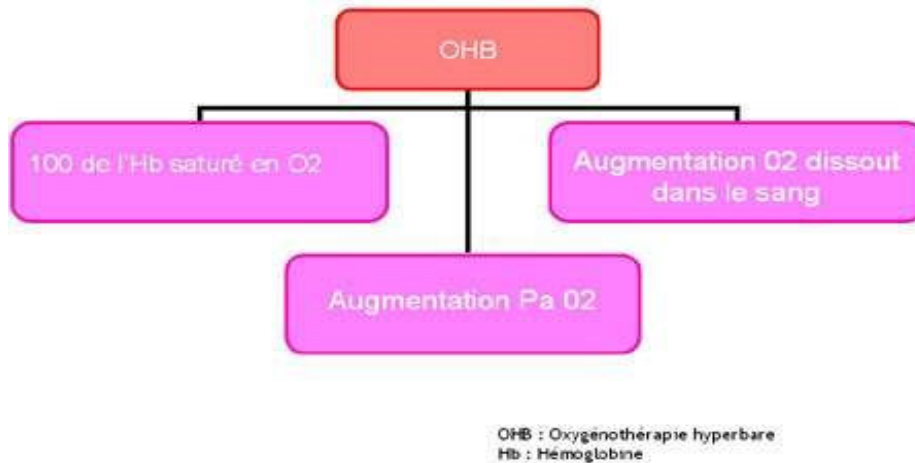 OHB
100 de l'Hb saturé en O2
Augmentation 02 dissout
dans le sang
Augmentation Pa 02
OHB : Oxygénothérapie hyperbare
Hb : Hémoglobine